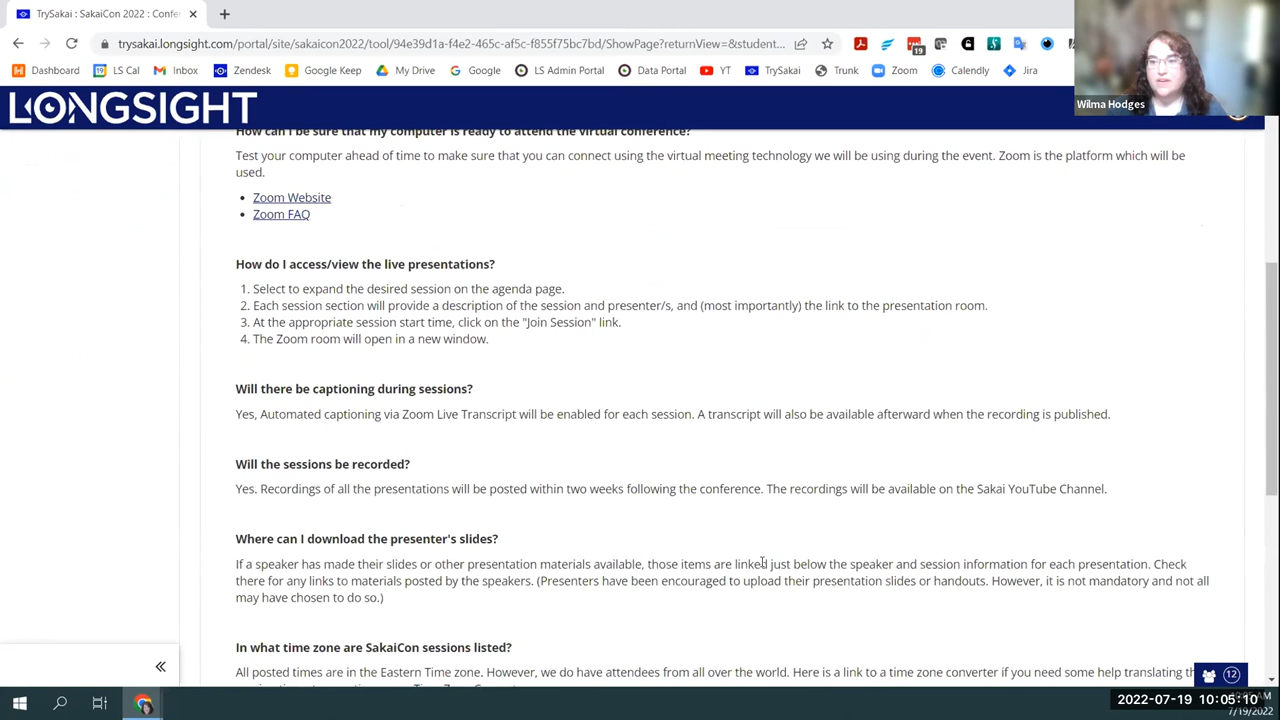 TrySakai : SakaiCon 2022 : Confe
trysakai.longsight.com/portal/site/sakaicon2022/tool/94e39d1a-f4e2-465c-af5c-f855f75bc7bd/ShowPage?returnView=&student...
19
Dashboard LS Cal Inbox Zendesk Google Keep My Drive Google LS Admin Portal Data Portal YT TrySakai Trunk Zoom Calendly Jira
Wilma Hodges
LONGSIGHT
How can I be sure that my computer is ready to attend the virtual conference?
Test your computer ahead of time to make sure that you can connect using the virtual meeting technology we will be using during the event. Zoom is the platform which will be
used.
• Zoom Website
• Zoom FAQ
How do I access/view the live presentations?
1. Select to expand the desired session on the agenda page.
2. Each session section will provide a description of the session and presenter/s, and (most importantly) the link to the presentation room.
3. At the appropriate session start time, click on the "Join Session" link.
4. The Zoom room will open in a new window.
Will there be captioning during sessions?
Yes, Automated captioning via Zoom Live Transcript will be enabled for each session. A transcript will also be available afterward when the recording is published.
Will the sessions be recorded?
Yes. Recordings of all the presentations will be posted within two weeks following the conference. The recordings will be available on the Sakai YouTube Channel.
Where can I download the presenter's slides?
If a speaker has made their slides or other presentation materials available, those items are linked just below the speaker and session information for each presentation. Check
there for any links to materials posted by the speakers. (Presenters have been encouraged to upload their presentation slides or handouts. However, it is not mandatory and not all
may have chosen to do so.)
In what time zone are SakaiCon sessions listed?
All posted times are in the Eastern Time zone. However, we do have attendees from all over the world. Here is a link to a time zone converter if you need some help translating th
12
2022-07-19 10:05:10
7/19/2022